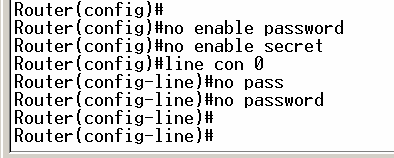 Router(config)#
Router(config)#no enable password
Router(config)#no enable secret
Router(config)#line con 0
Router(config-line)#no pass
Router(config-line)#no password
Router(config-line)#
Router(config-line)#